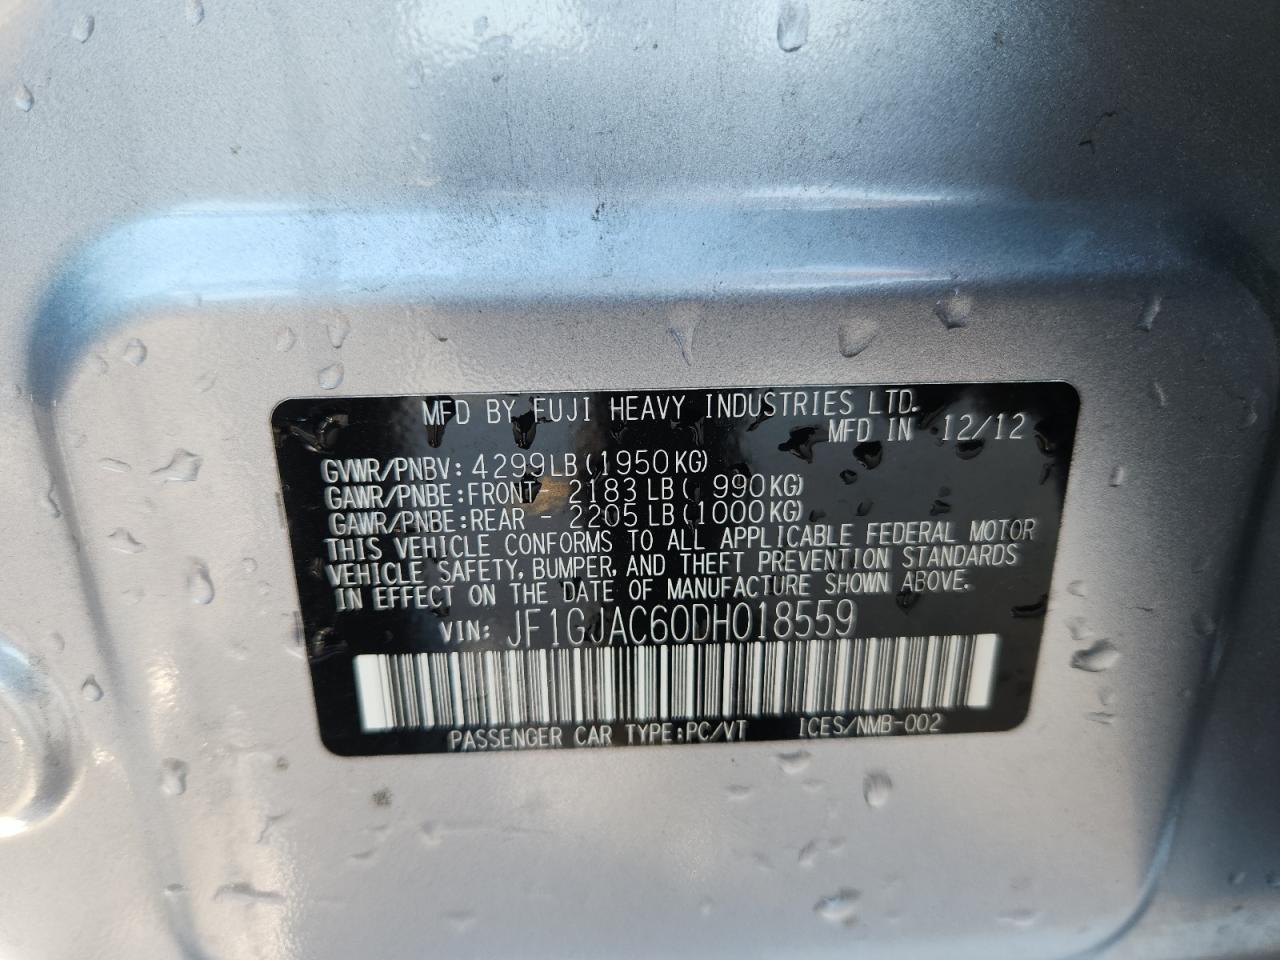 MFD BY FUJI HEAVY INDUSTRIES LTD.
MFD IN 12/12
GVWR/PNBV: 4299LB(1950KG)
GAWR/PNBE:FRONT - 2183LB( 990KG)
GAWR/PNBE:REAR - 2205LB(1000KG)
THIS VEHICLE CONFORMS TO ALL APPLICABLE FEDERAL MOTOR
VEHICLE SAFETY, BUMPER, AND THEFT PREVENTION STANDARDS
IN EFFECT ON THE DATE OF MANUFACTURE SHOWN ABOVE.
VIN: JF1GJAC60DH018559
PASSENGER CAR TYPE:PC/VT ICES/NMB-002